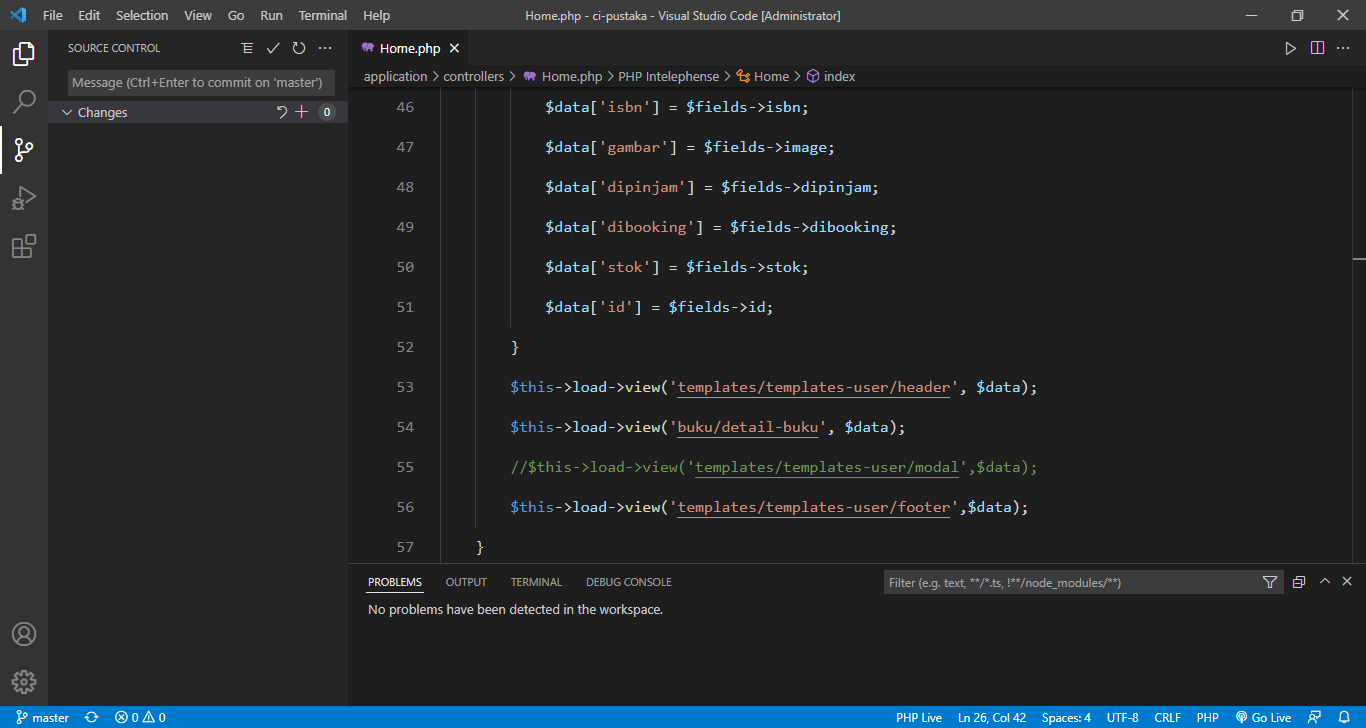 File Edit Selection View Go Run Terminal Help Home.php - ci-pustaka - Visual Studio Code [Administrator]
SOURCE CONTROL
Message (Ctrl+Enter to commit on 'master')
Changes 0
Home.php
application > controllers > Home.php > PHP Intelephense > Home > index
46 $data['isbn'] = $fields->isbn;
47 $data['gambar'] = $fields->image;
48 $data['dipinjam'] = $fields->dipinjam;
49 $data['dibooking'] = $fields->dibooking;
50 $data['stok'] = $fields->stok;
51 $data['id'] = $fields->id;
52 }
53 $this->load->view('templates/templates-user/header', $data);
54 $this->load->view('buku/detail-buku', $data);
55 //$this->load->view('templates/templates-user/modal',$data);
56 $this->load->view('templates/templates-user/footer',$data);
57 }
PROBLEMS OUTPUT TERMINAL DEBUG CONSOLE Filter (e.g. text, **/*.ts, !**/node_modules/**)
No problems have been detected in the workspace.
master 0 0 PHP Live Ln 26, Col 42 Spaces: 4 UTF-8 CRLF PHP Go Live